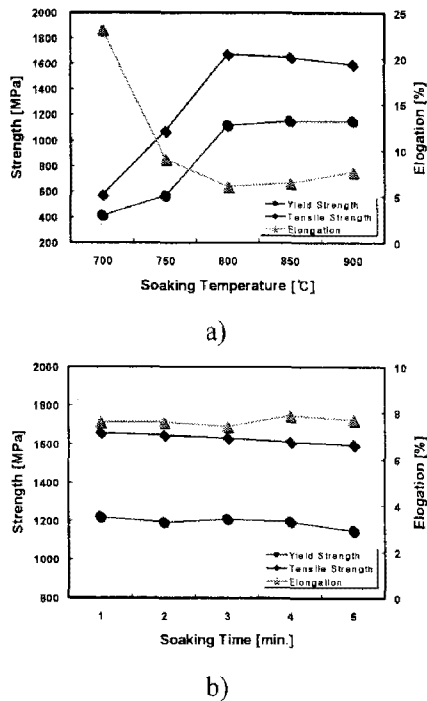 2000
1800
1600
1400
1200
1000
800
600
400
200
25
20
15
10
5
0
Strength [MPa]
Elogation [%]
Yield Strength
Tensile Strength
Elongation
700 750 800 850 900
Soaking Temperature [℃]
a)
2000
1800
1600
1400
1200
1000
800
10
8
6
4
2
0
Strength [MPa]
Elogation [%]
Yield Strength
Tensile Strength
Elongation
1 2 3 4 5
Soaking Time [min.]
b)